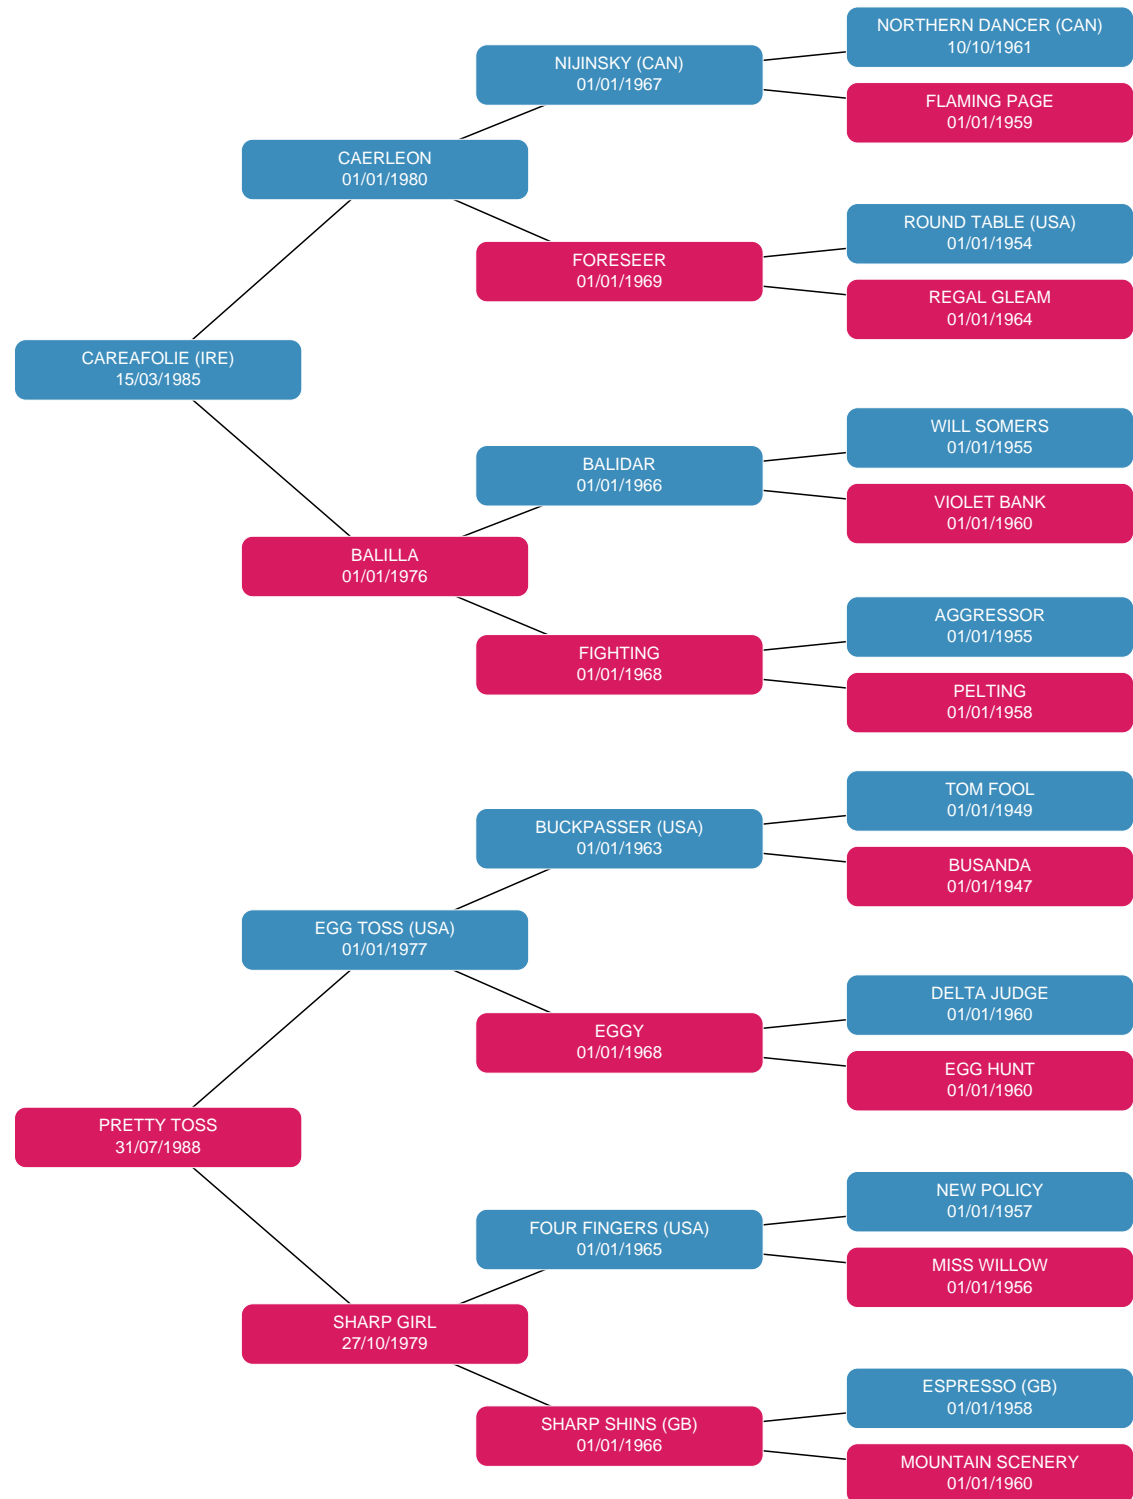 NORTHERN DANCER (CAN)
10/10/1961
NIJINSKY (CAN)
01/01/1967
FLAMING PAGE
01/01/1959
CAERLEON
01/01/1980
ROUND TABLE (USA)
01/01/1954
FORESEER
01/01/1969
REGAL GLEAM
01/01/1964
CAREAFOLIE (IRE)
15/03/1985
WILL SOMERS
01/01/1955
BALIDAR
01/01/1966
VIOLET BANK
01/01/1960
BALILLA
01/01/1976
AGGRESSOR
01/01/1955
FIGHTING
01/01/1968
PELTING
01/01/1958
TOM FOOL
01/01/1949
BUCKPASSER (USA)
01/01/1963
BUSANDA
01/01/1947
EGG TOSS (USA)
01/01/1977
DELTA JUDGE
01/01/1960
EGGY
01/01/1968
EGG HUNT
01/01/1960
PRETTY TOSS
31/07/1988
NEW POLICY
01/01/1957
FOUR FINGERS (USA)
01/01/1965
MISS WILLOW
01/01/1956
SHARP GIRL
27/10/1979
ESPRESSO (GB)
01/01/1958
SHARP SHINS (GB)
01/01/1966
MOUNTAIN SCENERY
01/01/1960